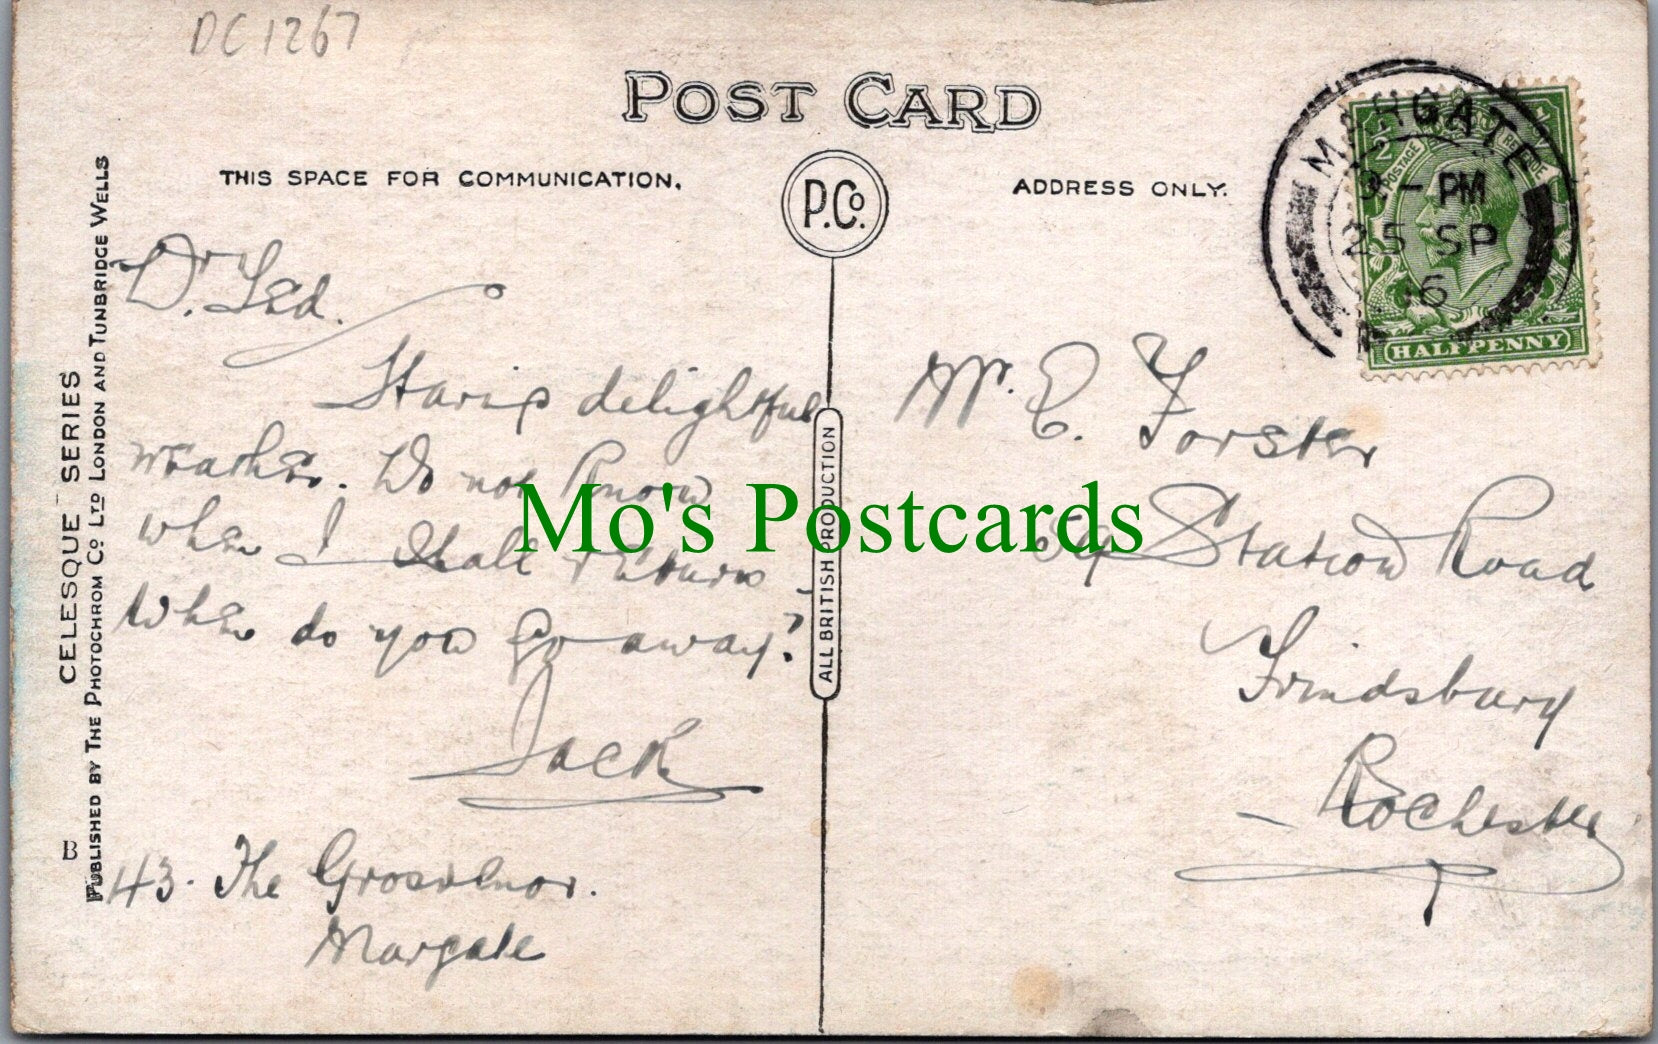 DC1267
POST CARD
THIS SPACE FOR COMMUNICATION.
P.Co.
ADDRESS ONLY.
MARGATE
PM
25 SP
16
POSTAGE
REVENUE
HALFPENNY
Dr. Ted.
Having delightful
weather. Do not know
when I shall return
When do you go away?
Jack
43. The Grosvenor.
Margate
Mr. E. Forster
59 Station Road
Frindsbury
Rochester
ALL BRITISH PRODUCTION
Mo's Postcards
CELESQUE SERIES
PUBLISHED BY THE PHOTOCHROM CO LTD LONDON AND TUNBRIDGE WELLS
B